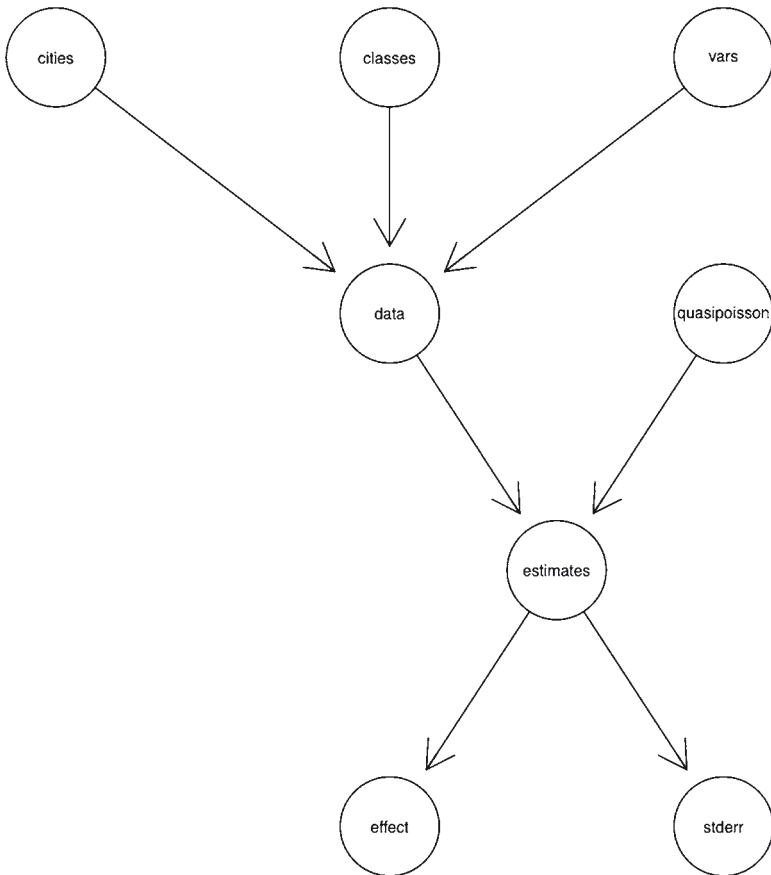 cities
classes
vars
data
quasipoisson
estimates
effect
stderr